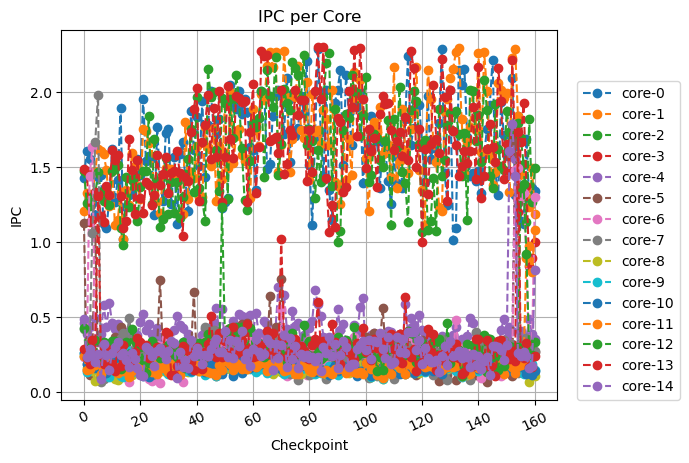 IPC per Core
IPC
2.0
1.5
1.0
0.5
0.0
0
20
40
60
80
100
120
140
160
Checkpoint
core-0
core-1
core-2
core-3
core-4
core-5
core-6
core-7
core-8
core-9
core-10
core-11
core-12
core-13
core-14